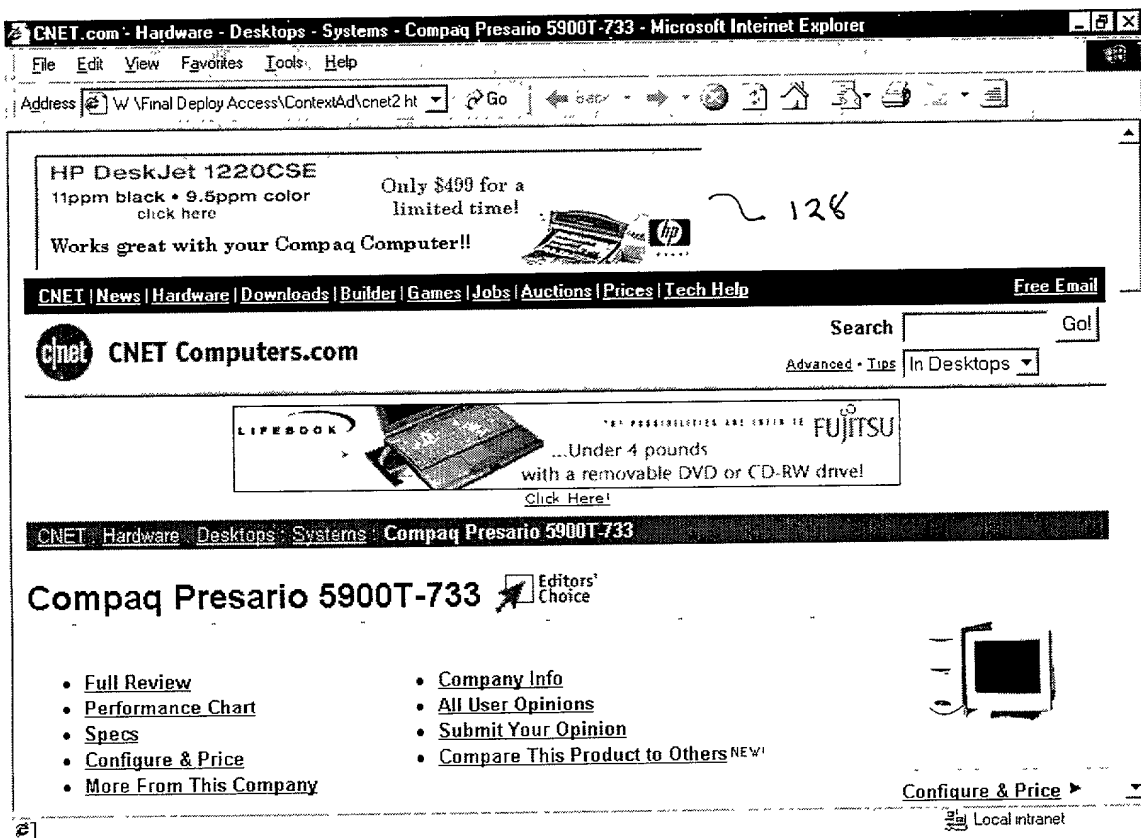 CNET.com - Hardware - Desktops - Systems - Compaq Presario 5900T-733 - Microsoft Internet Explorer
File Edit View Favorites Tools Help
Address W \Final Deploy Access\ContextAd\cnet2 ht Go Back
HP DeskJet 1220CSE
11ppm black • 9.5ppm color
click here
Only $499 for a
limited time!
Works great with your Compaq Computer!!
hp
128
CNET | News | Hardware | Downloads | Builder | Games | Jobs | Auctions | Prices | Tech Help Free Email
Search Go!
c|net CNET Computers.com
Advanced • Tips In Desktops
LIFEBOOK THE POSSIBILITIES ARE FUJITSU
...Under 4 pounds
with a removable DVD or CD-RW drive!
Click Here!
CNET : Hardware : Desktops : Systems : Compaq Presario 5900T-733
Compaq Presario 5900T-733 Editors' Choice
• Full Review
• Performance Chart
• Specs
• Configure & Price
• More From This Company
• Company Info
• All User Opinions
• Submit Your Opinion
• Compare This Product to Others NEW!
Configure & Price
Local intranet